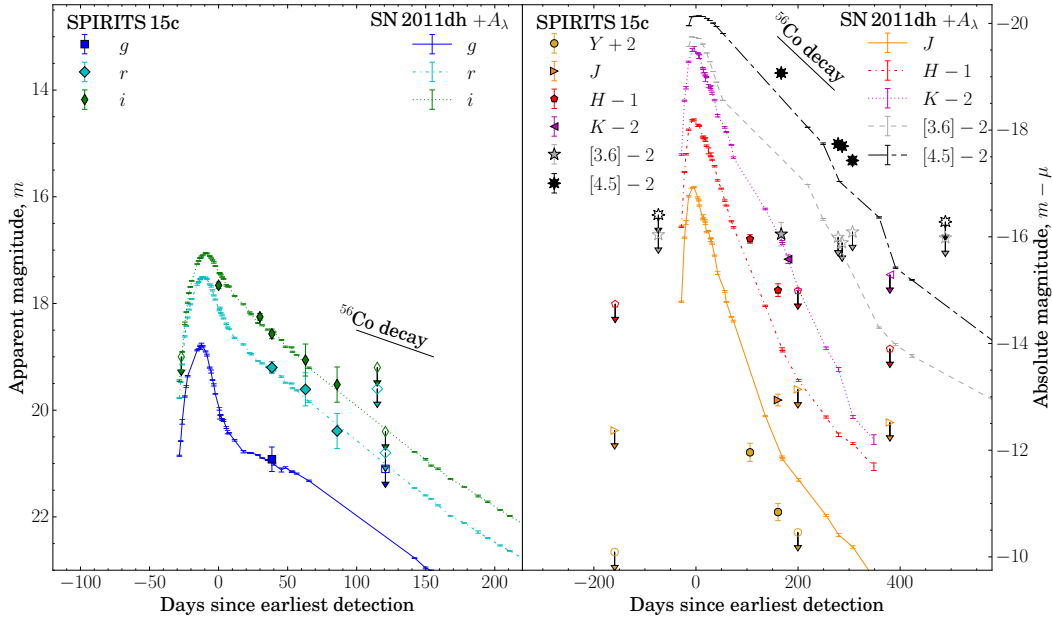 SPIRITS 15c
g
r
i
SN 2011dh +A_λ
g
r
i
⁵⁶Co decay
14
16
18
20
22
Apparent magnitude, m
−100
−50
0
50
100
150
200
Days since earliest detection
SPIRITS 15c
Y + 2
J
H − 1
K − 2
[3.6] − 2
[4.5] − 2
⁵⁶Co decay
SN 2011dh +A_λ
J
H − 1
K − 2
[3.6] − 2
[4.5] − 2
−20
−18
−16
−14
−12
−10
Absolute magnitude, m − μ
−200
0
200
400
Days since earliest detection